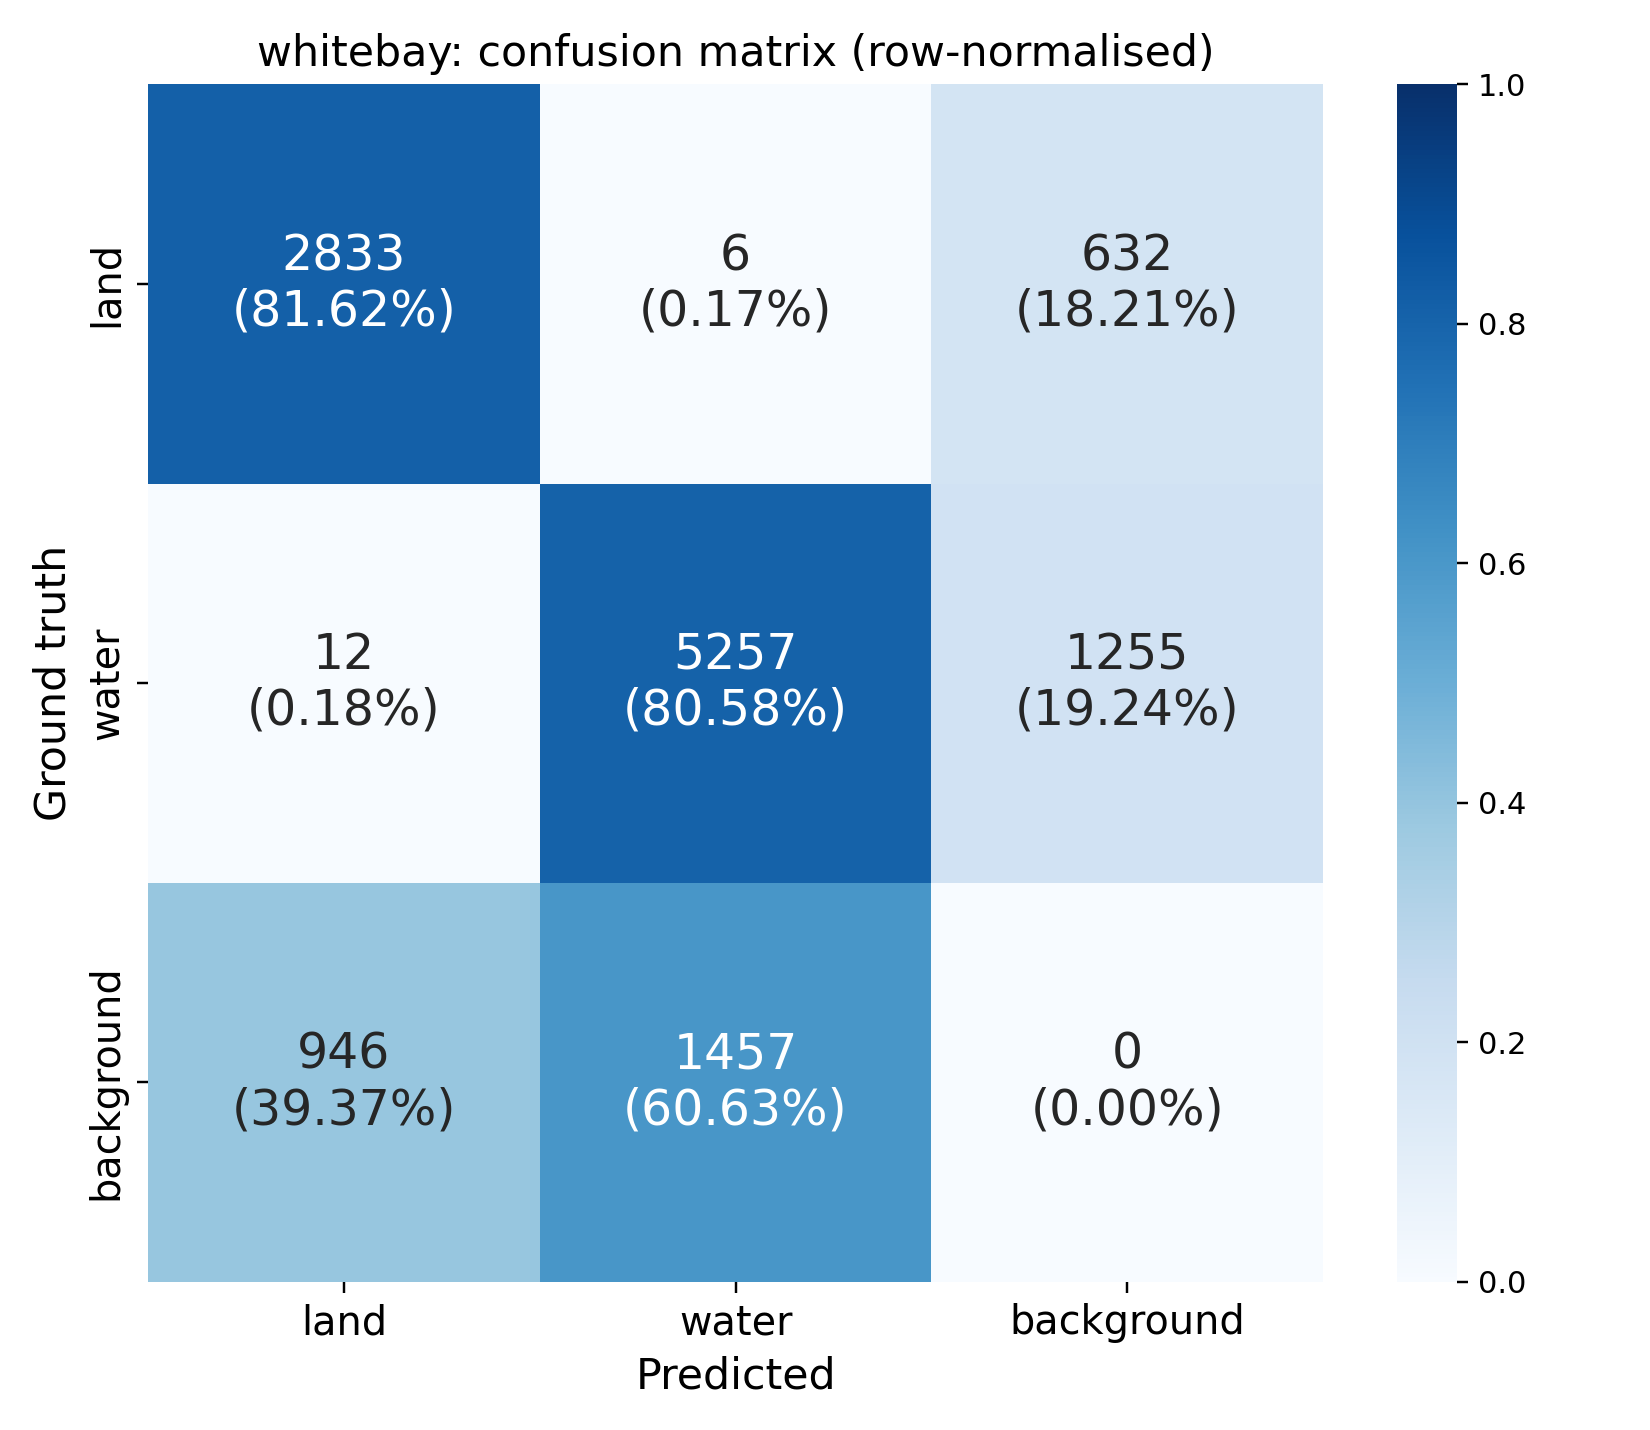 whitebay: confusion matrix (row-normalised)
Ground truth
land
water
background
2833
(81.62%)
6
(0.17%)
632
(18.21%)
12
(0.18%)
5257
(80.58%)
1255
(19.24%)
946
(39.37%)
1457
(60.63%)
0
(0.00%)
land
water
background
Predicted
1.0
0.8
0.6
0.4
0.2
0.0